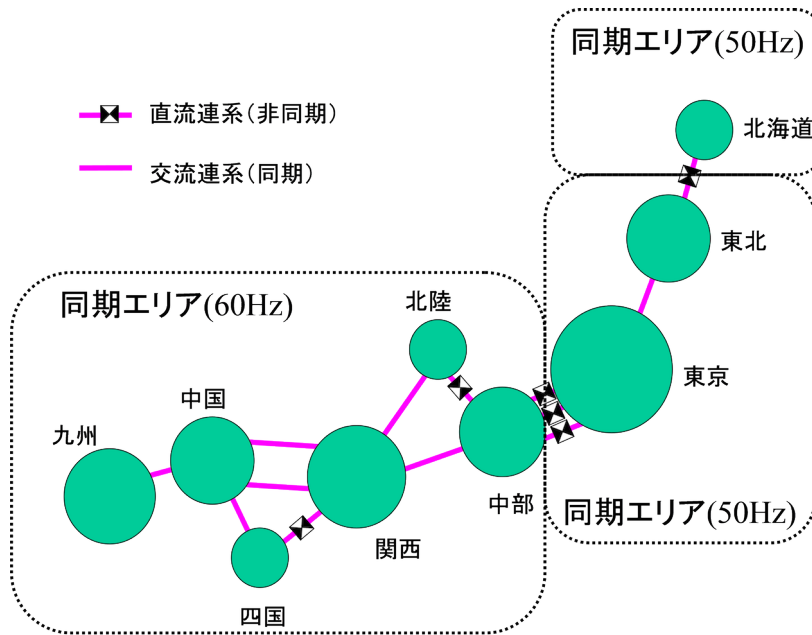 同期エリア(50Hz)
直流連系(非同期)
北海道
交流連系(同期)
東北
同期エリア(60Hz)
北陸
東京
中国
九州
中部
同期エリア(50Hz)
関西
四国